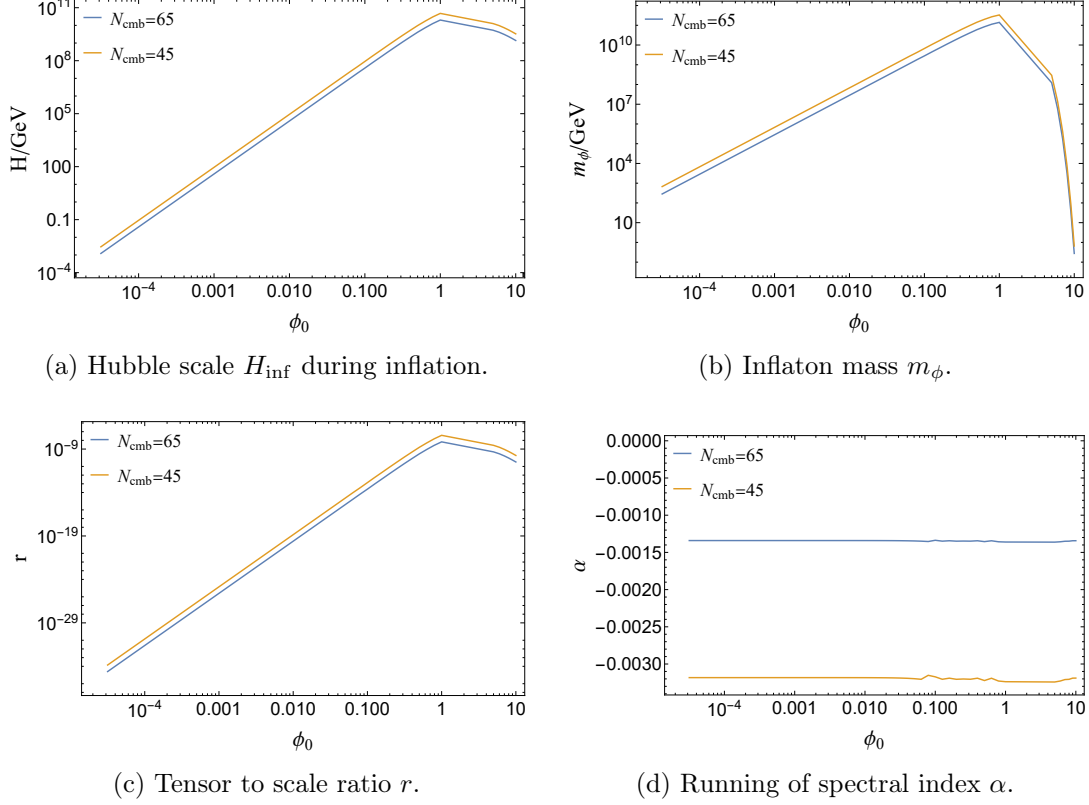 10^11
10^8
10^5
100
0.1
10^-4
H/GeV
N_cmb=65
N_cmb=45
10^-4 0.001 0.010 0.100 1 10
ϕ_0
(a) Hubble scale H_inf during inflation.
10^10
10^7
10^4
10
m_ϕ/GeV
N_cmb=65
N_cmb=45
10^-4 0.001 0.010 0.100 1 10
ϕ_0
(b) Inflaton mass m_ϕ.
10^-9
10^-19
10^-29
r
N_cmb=65
N_cmb=45
10^-4 0.001 0.010 0.100 1 10
ϕ_0
(c) Tensor to scale ratio r.
0.0000
−0.0005
−0.0010
−0.0015
−0.0020
−0.0025
−0.0030
α
N_cmb=65
N_cmb=45
10^-4 0.001 0.010 0.100 1 10
ϕ_0
(d) Running of spectral index α.